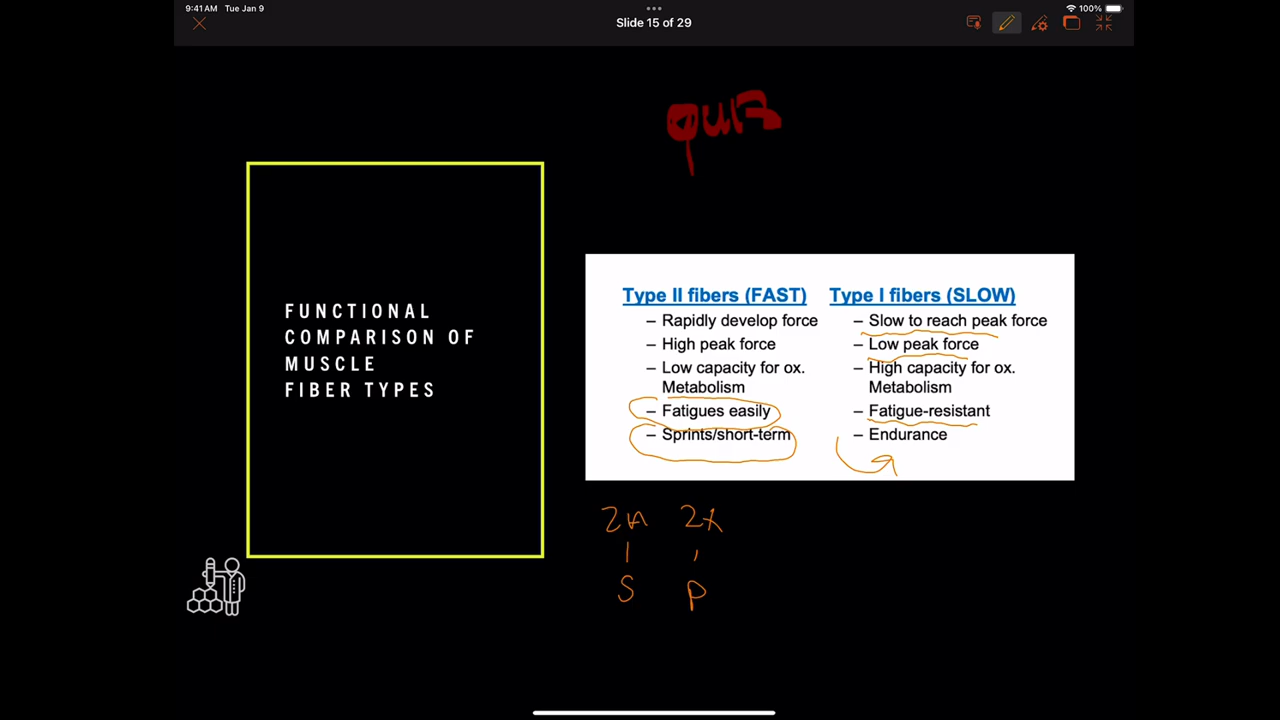 9:41 AM Tue Jan 9
100%
Slide 15 of 29
Quiz
FUNCTIONAL
COMPARISON OF
MUSCLE
FIBER TYPES
Type II fibers (FAST)
– Rapidly develop force
– High peak force
– Low capacity for ox.
Metabolism
– Fatigues easily
– Sprints/short-term
Type I fibers (SLOW)
– Slow to reach peak force
– Low peak force
– High capacity for ox.
Metabolism
– Fatigue-resistant
– Endurance
2A 2X
S P